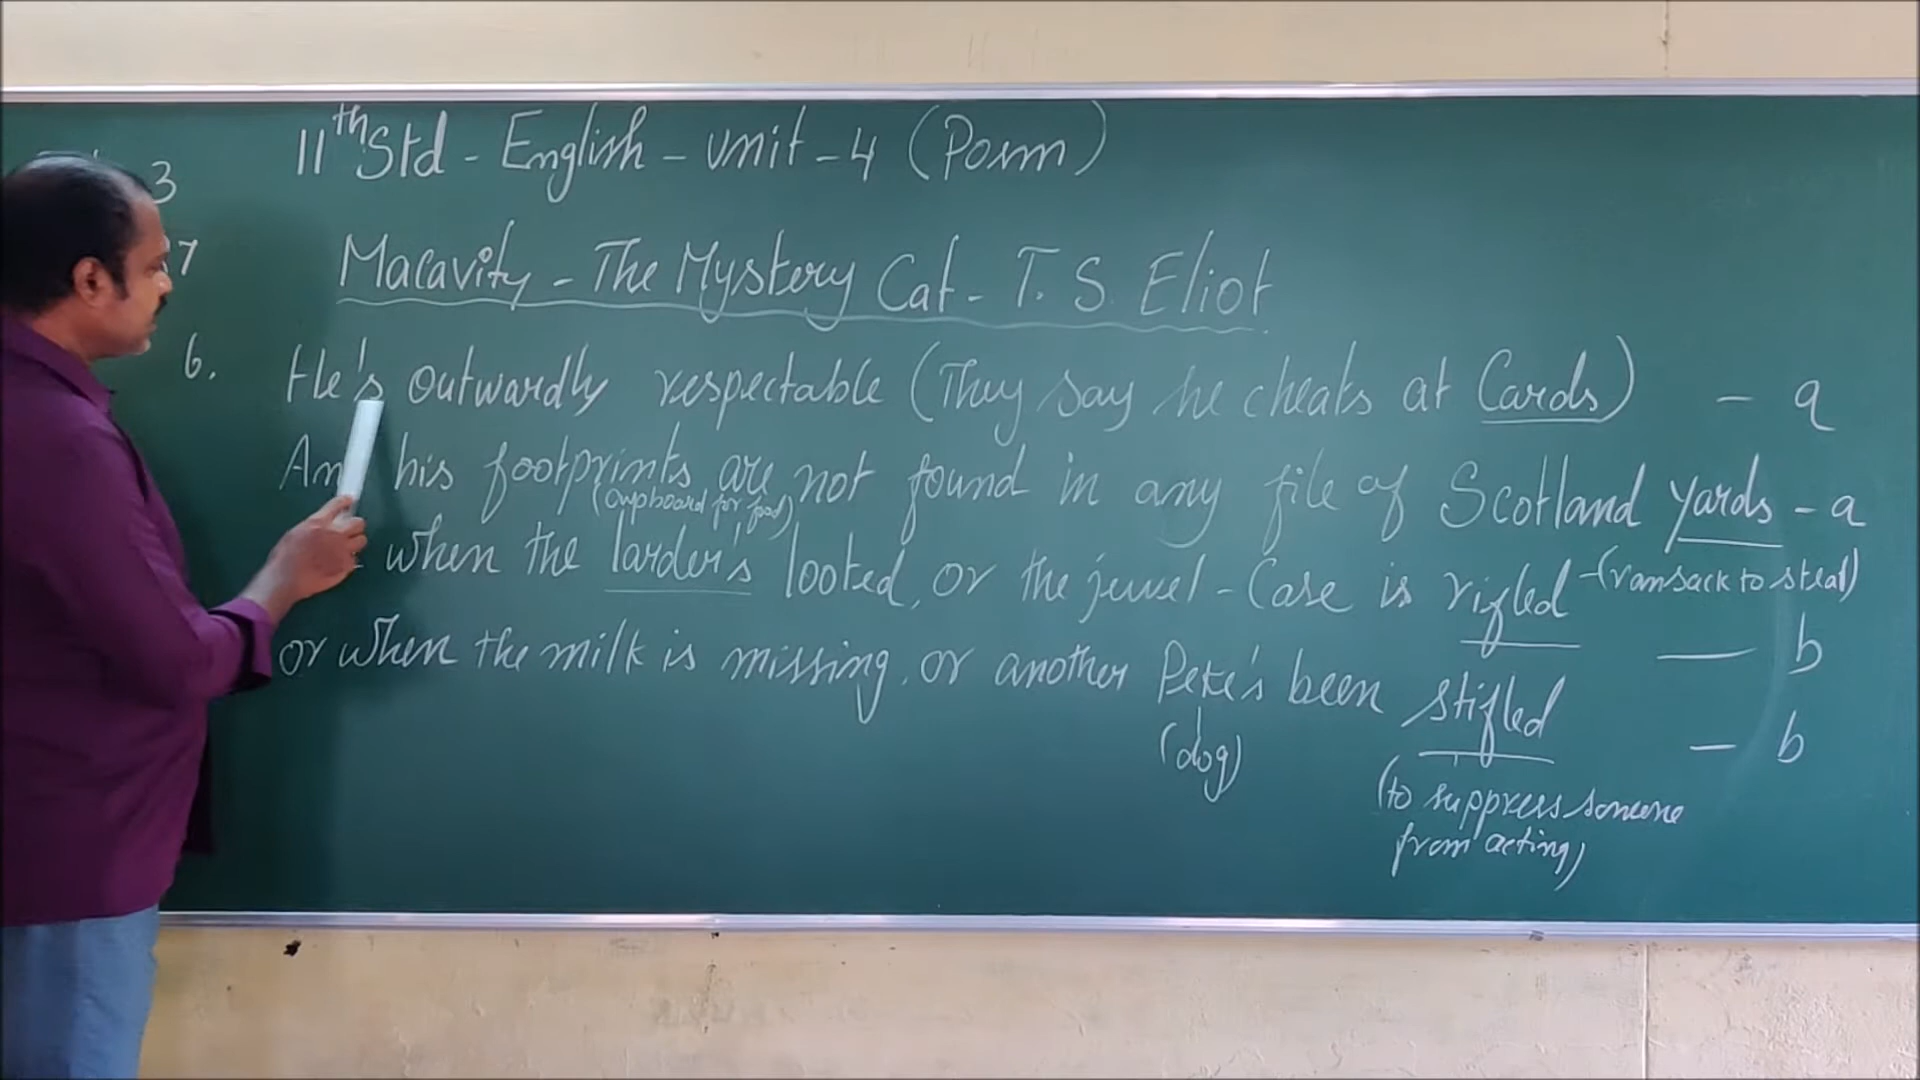 11th Std - English - unit - 4 (Poem)
3
7
Macavity - The Mystery Cat - T. S. Eliot
6. He's outwardly respectable (They say he cheats at Cards) - a
And his footprints are not found in any file of Scotland yards - a
(cupboard for food)
when the larder's looted, or the jewel - Case is rifled - (ransack to steal)
— b
or when the milk is missing, or another Peke's been stifled - b
(dog)
(to suppress someone
from acting)